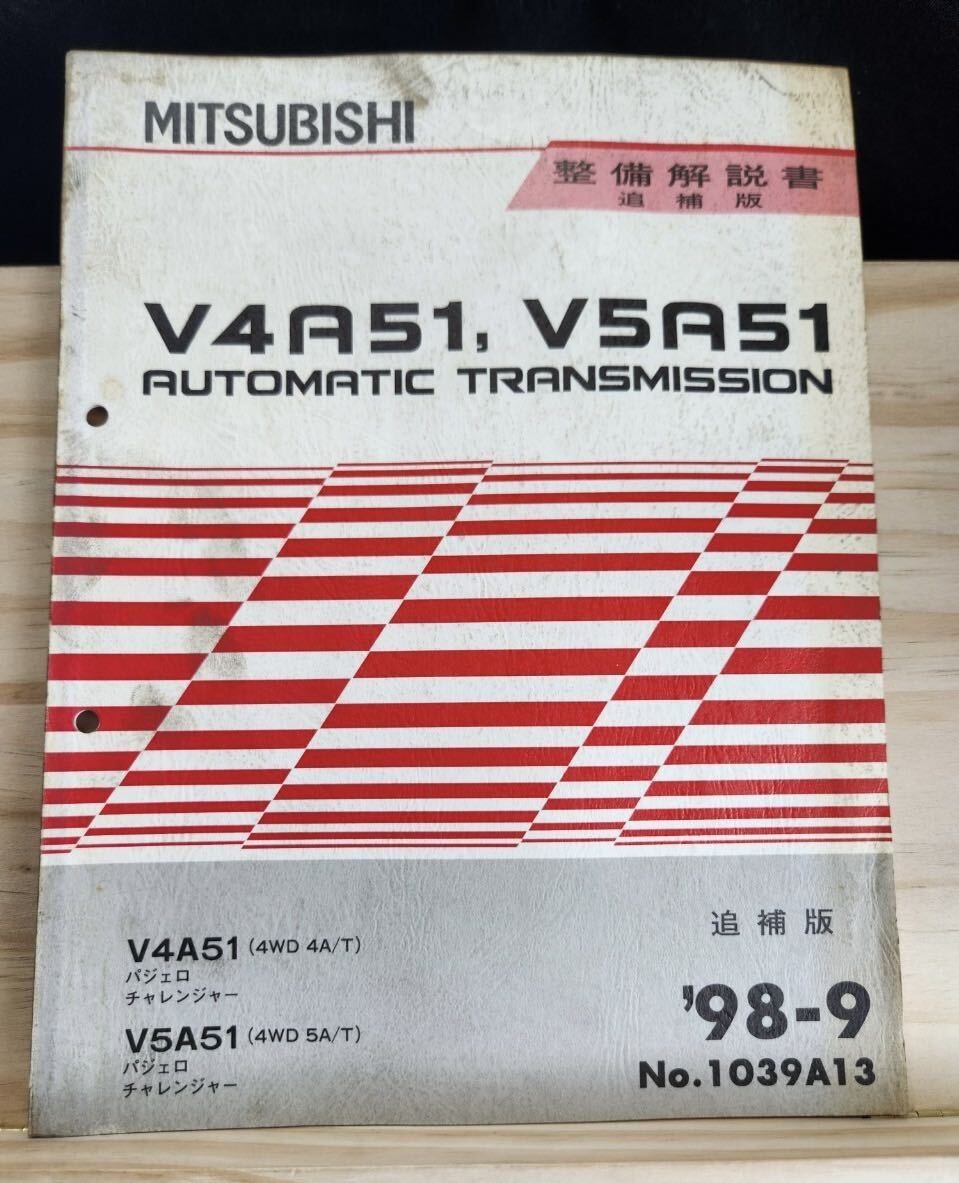 MITSUBISHI
整備解説書
追補版
V4A51, V5A51
AUTOMATIC TRANSMISSION
V4A51 (4WD 4A/T)
パジェロ
チャレンジャー
V5A51 (4WD 5A/T)
パジェロ
チャレンジャー
追補版
'98-9
No.1039A13